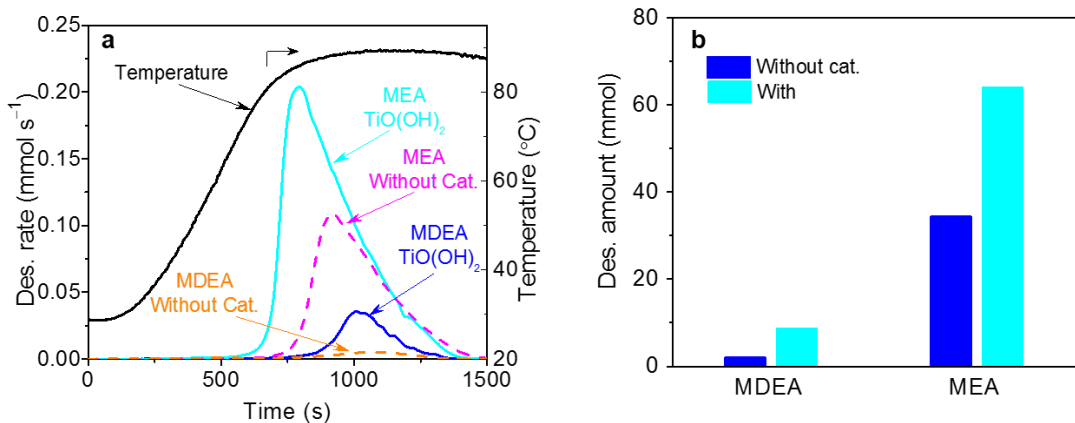 a
Temperature
MEA
TiO(OH)₂
MEA
Without Cat.
MDEA
TiO(OH)₂
MDEA
Without Cat.
0.25
0.20
0.15
0.10
0.05
0.00
Des. rate (mmol s⁻¹)
80
60
40
20
Temperature (°C)
0
500
1000
1500
Time (s)
b
Without cat.
With
80
60
40
20
0
Des. amount (mmol)
MDEA
MEA